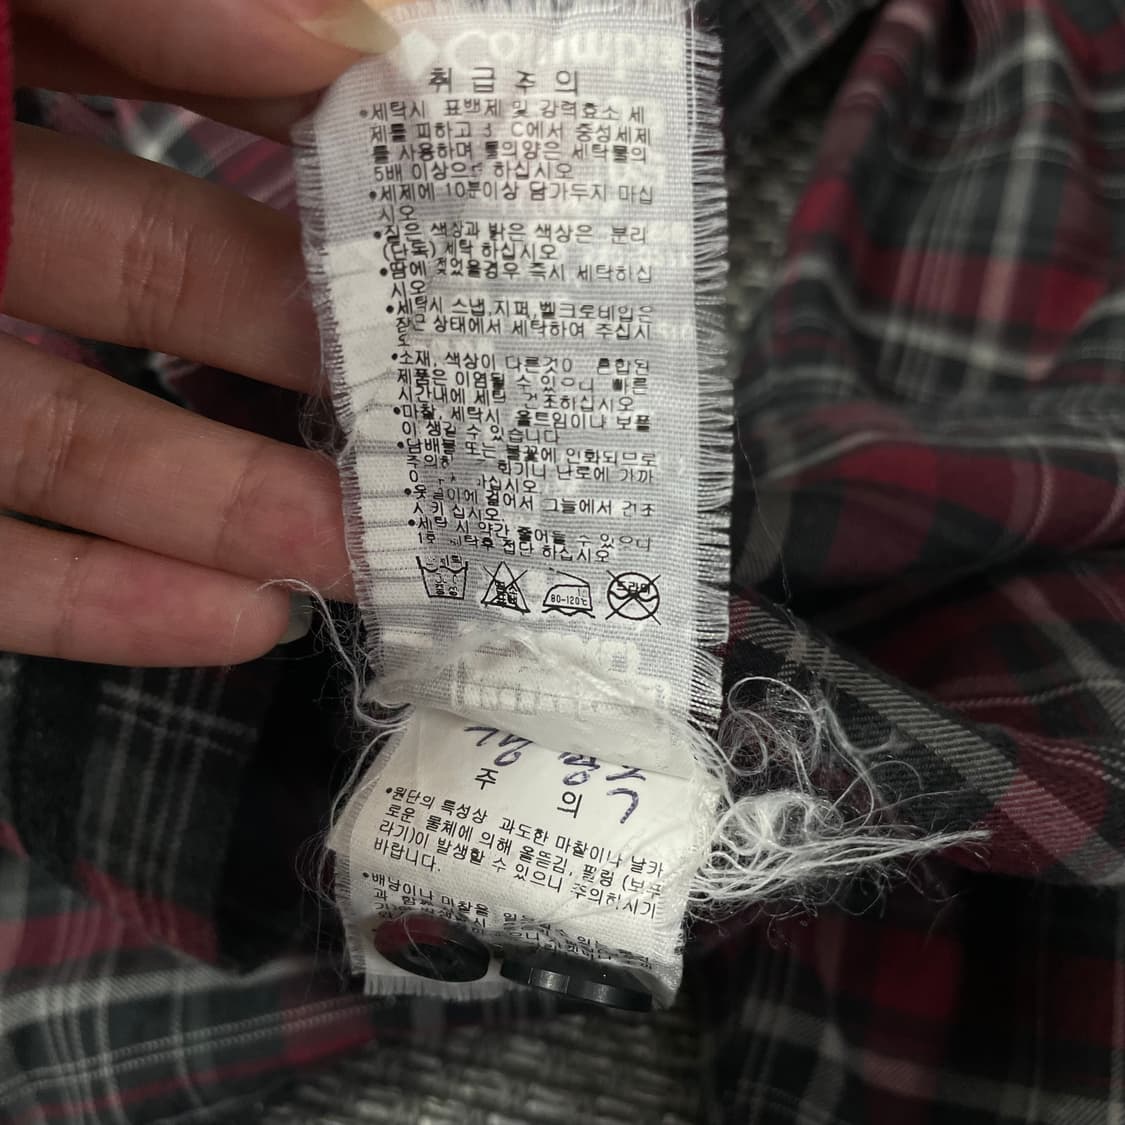 Columbia
취급주의
•세탁시 표백제 및 강력효소 세
제를 피하고 C에서 중성세제
를 사용하며 물의양은 세탁물의
5배 이상으로 하십시오
•세제에 10분이상 담가두지 마십
시오
•짙은 색상과 밝은 색상은 분리
(단독) 세탁 하십시오
•땀에 젖었을경우 즉시 세탁하십
시오
•세탁시 스냅,지퍼,벨크로테입은
잠근 상태에서 세탁하여 주십시
오
•소재, 색상이 다른것이 혼합된
제품은 이염될 수 있으니 빠른
시간내에 세탁 건조하십시오
•마찰, 세탁시 올트임이나 보풀
이 생길 수 있습니다
•담배불 또는 불꽃에 인화되므로
난로에 가까
마십시오
•옷걸이에 걸어서 그늘에서 건조
시키십시오
•세탁 시 약간 줄어들 수 있으니
세탁후 첨단 하십시오
80-120℃ 드라이
주의
•원단의 특성상 과도한 마찰이나 날카
로운 물체에 의해 올뜯김, 필링 (보푸
라기)이 발생할 수 있으니 주의하시기
바랍니다.
•배낭이나 마찰을